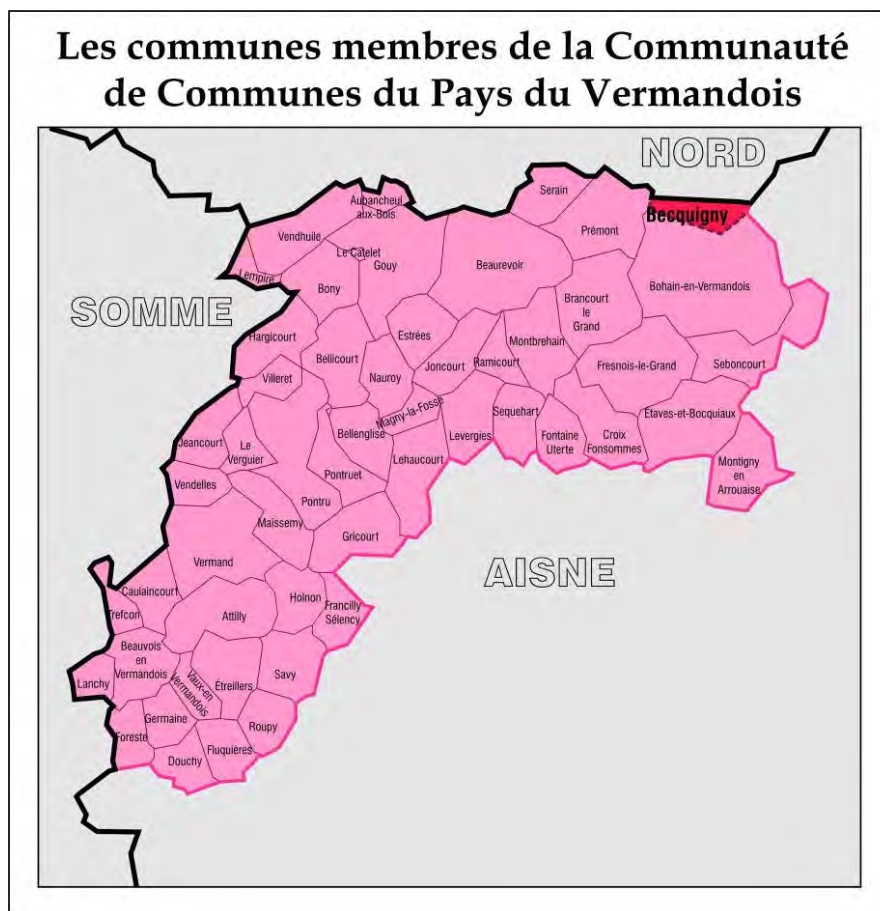 Les communes membres de la Communauté
de Communes du Pays du Vermandois
NORD
Serain
Aubancheul
aux-Bois
Becquigny
Prémont
Vendhuile
Le Catelet
Gouy
Beaurevoir
Lempire
Bony
Bohain-en-Vermandois
Brancourt
le
Grand
SOMME
Hargicourt
Estrées
Montbrehain
Bellicourt
Joncourt
Ramicourt
Fresnois-le-Grand
Seboncourt
Villeret
Nauroy
Magny-la-Fosse
Sequehart
Étaves-et-Bocquiaux
Jeancourt
Le
Verguier
Bellenglise
Levergies
Fontaine
Uterte
Croix
Fonsommes
Lehaucourt
Montigny
en
Arrouaise
Vendelles
Pontruet
Pontru
Maissemy
Gricourt
Vermand
AISNE
Caulaincourt
Holnon
Trefcon
Attilly
Francilly
Sélency
Beauvois
en
Vermandois
Savy
Lanchy
Vaux-en
Vermandois
Étreillers
Germaine
Roupy
Foreste
Fluquières
Douchy